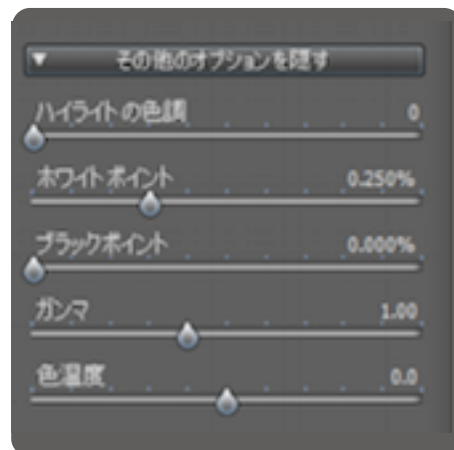 その他のオプションを隠す
ハイライトの色調 0
ホワイト ポイント 0.250%
ブラックポイント 0.000%
ガンマ 1.00
色温度 0.0